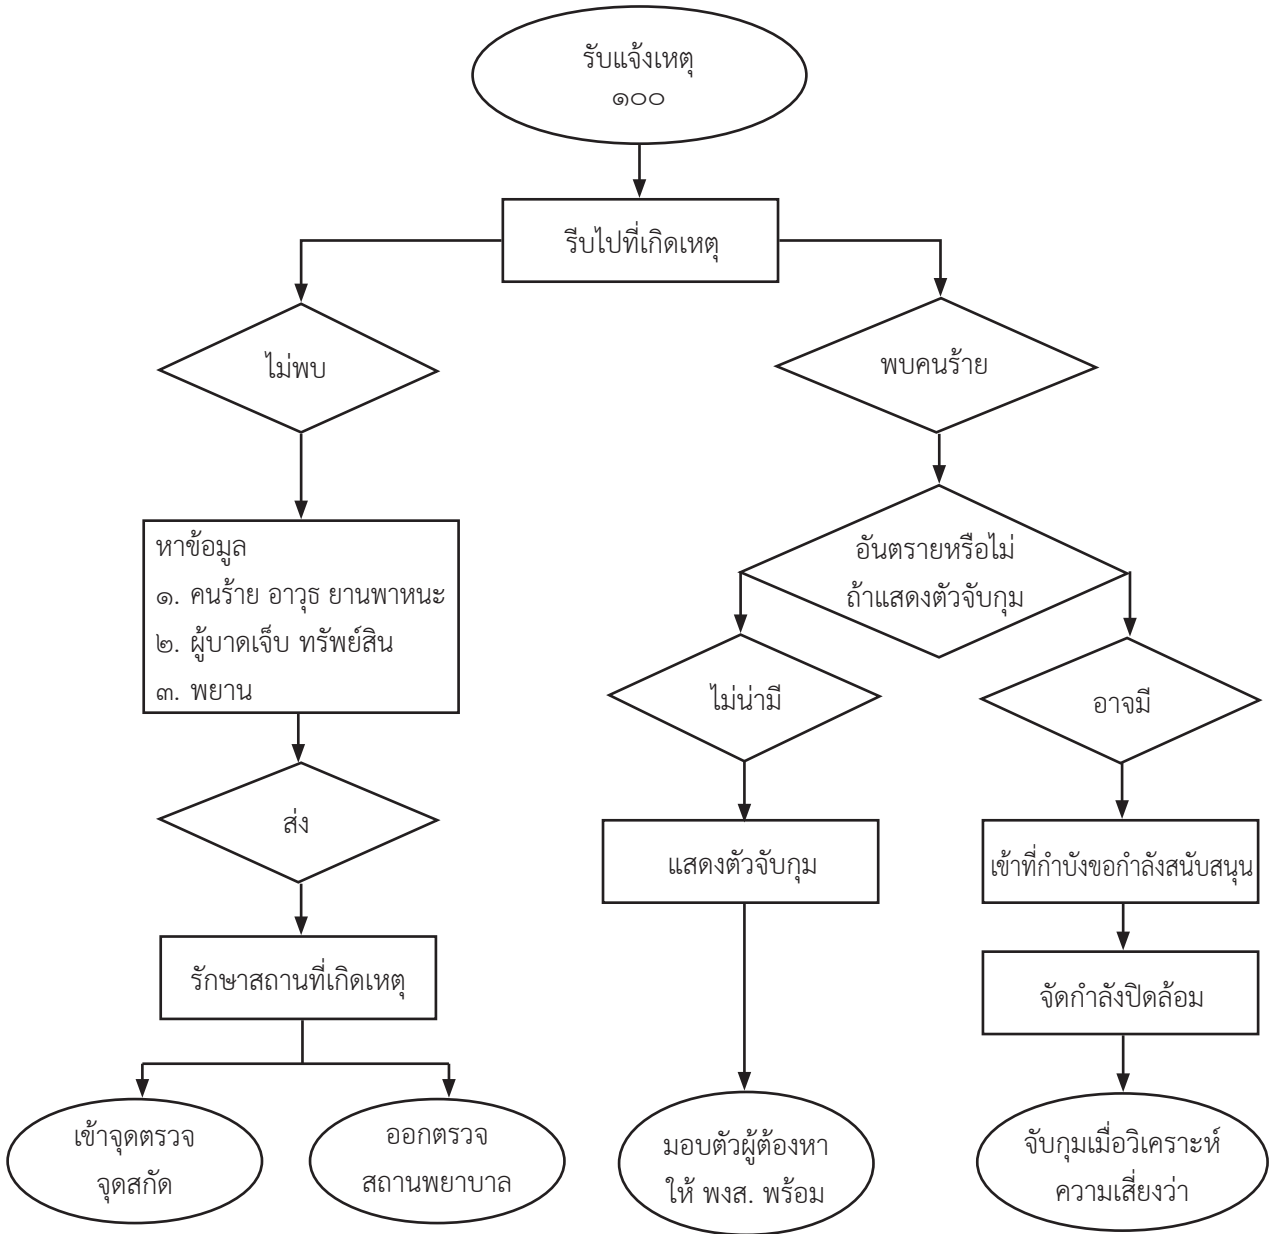 รับแจ้งเหตุ
๑๐๐
รีบไปที่เกิดเหตุ
ไม่พบ
พบคนร้าย
หาข้อมูล
๑. คนร้าย อาวุธ ยานพาหนะ
๒. ผู้บาดเจ็บ ทรัพย์สิน
๓. พยาน
อันตรายหรือไม่
ถ้าแสดงตัวจับกุม
ไม่น่ามี
อาจมี
ส่ง
แสดงตัวจับกุม
เข้าที่กำบังขอกำลังสนับสนุน
รักษาสถานที่เกิดเหตุ
จัดกำลังปิดล้อม
เข้าจุดตรวจ
จุดสกัด
ออกตรวจ
สถานพยาบาล
มอบตัวผู้ต้องหา
ให้ พงส. พร้อม
จับกุมเมื่อวิเคราะห์
ความเสี่ยงว่า